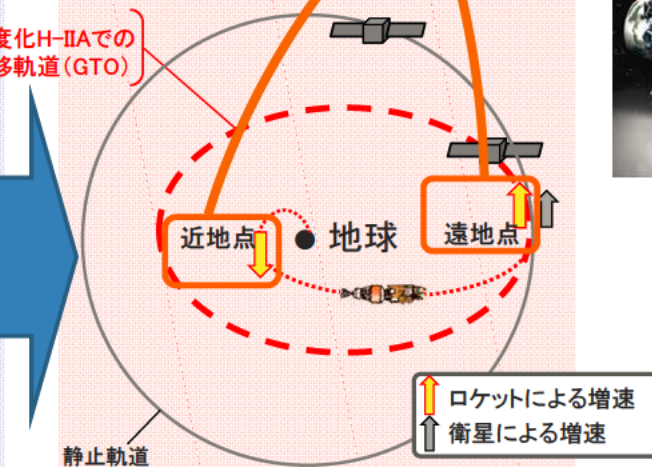 度化H-IIAでの
移軌道(GTO)
近地点
地球
遠地点
ロケットによる増速
衛星による増速
静止軌道